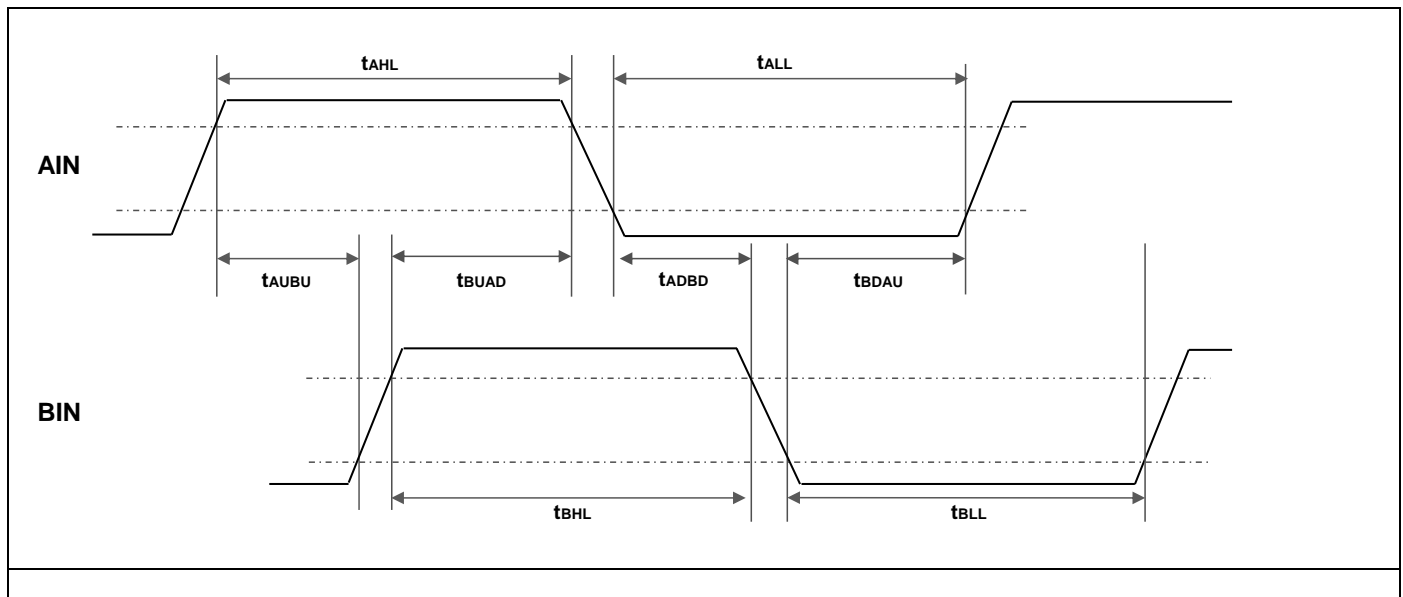 tAHL tALL
AIN
tAUBU tBUAD tADBD tBDAU
BIN
tBHL tBLL